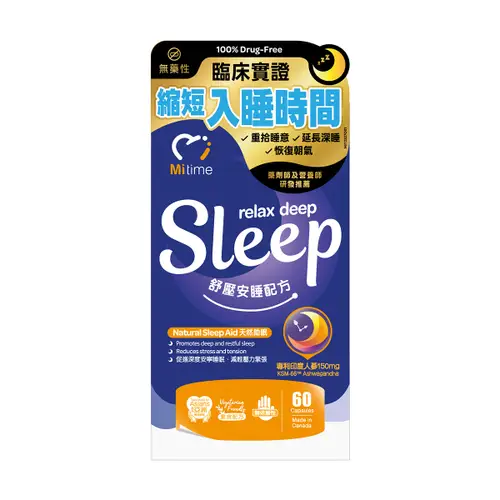 100% Drug-Free
無藥性
臨床實證
zzZ
縮短入睡時間
✓ 重拾睡意 ✓ 延長深睡
✓ 恢復朝氣
藥劑師及營養師
研發推薦
Mitime
relax deep
Sleep
舒壓安睡配方
Natural Sleep Aid 天然助眠
Promotes deep and restful sleep
Reduces stress and tension
促進深度安寧睡眠，減輕壓力緊張
專利印度人蔘150mg
KSM-66™ Ashwagandha
Vegetarian
Friendly
60
Capsules
Made in
Canada